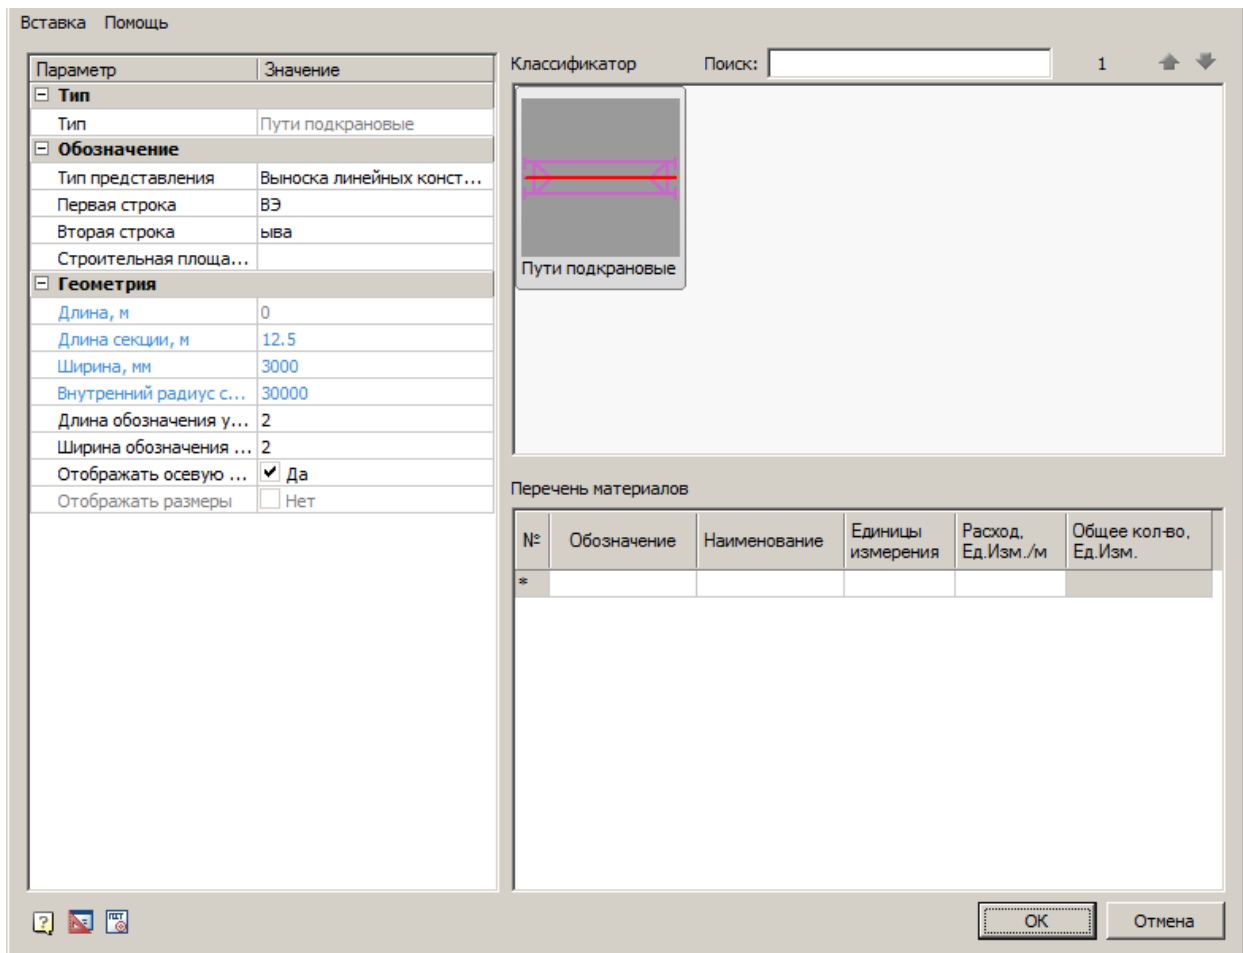 Вставка Помощь
Параметр Значение
Тип
Тип Пути подкрановые
Обозначение
Тип представления Выноска линейных конст...
Первая строка ВЭ
Вторая строка ыва
Строительная площа...
Геометрия
Длина, м 0
Длина секции, м 12.5
Ширина, мм 3000
Внутренний радиус с... 30000
Длина обозначения у... 2
Ширина обозначения ... 2
Отображать осевую ... Да
Отображать размеры Нет
Классификатор Поиск: 1
Пути подкрановые
Перечень материалов
№ Обозначение Наименование Единицы измерения Расход, Ед.Изм./м Общее кол-во, Ед.Изм.
*
ОК Отмена